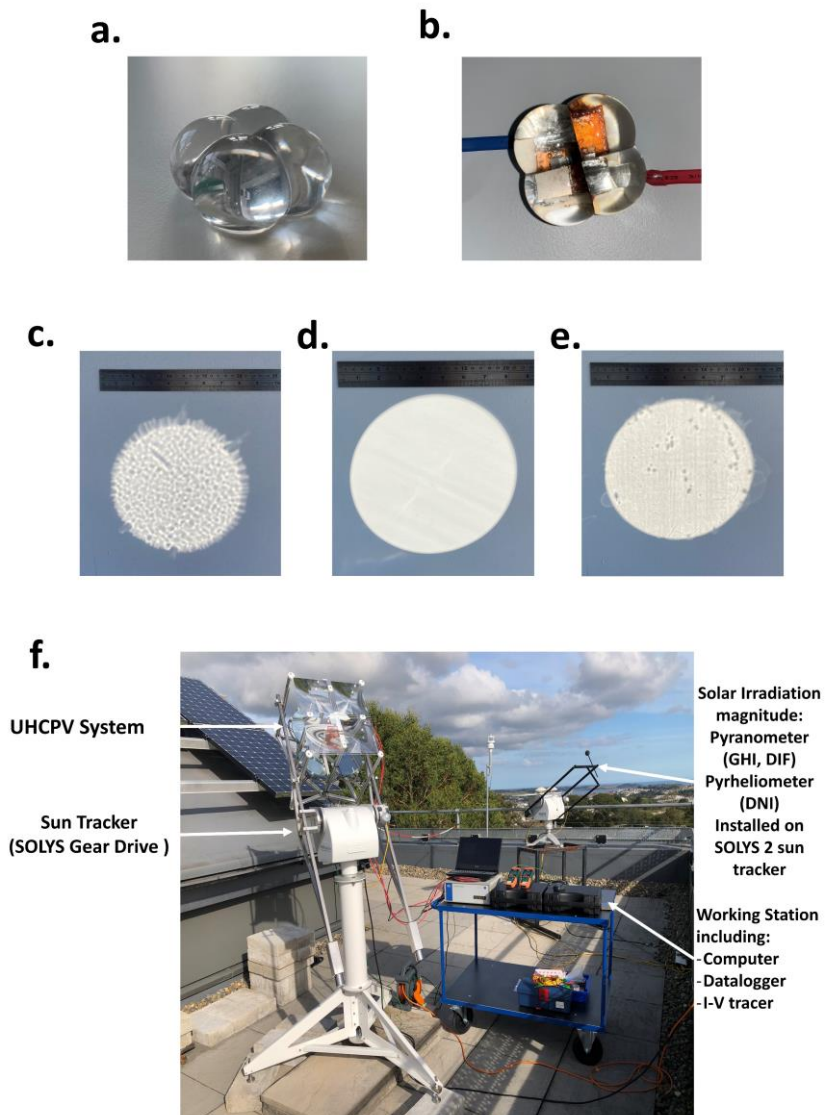 a.
b.
c.
d.
e.
f.
UHCPV System
Sun Tracker
(SOLYS Gear Drive )
Solar Irradiation
magnitude:
Pyranometer
(GHI, DIF)
Pyrheliometer
(DNI)
Installed on
SOLYS 2 sun
tracker
Working Station
including:
-Computer
-Datalogger
-I-V tracer